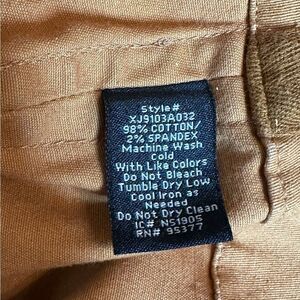 Style#
XJ9103A032
98% COTTON/
2% SPANDEX
Machine Wash
Cold
With Like Colors
Do Not Bleach
Tumble Dry Low
Cool Iron as
Needed
Do Not Dry Clean
IC# NS1905
RN# 95377